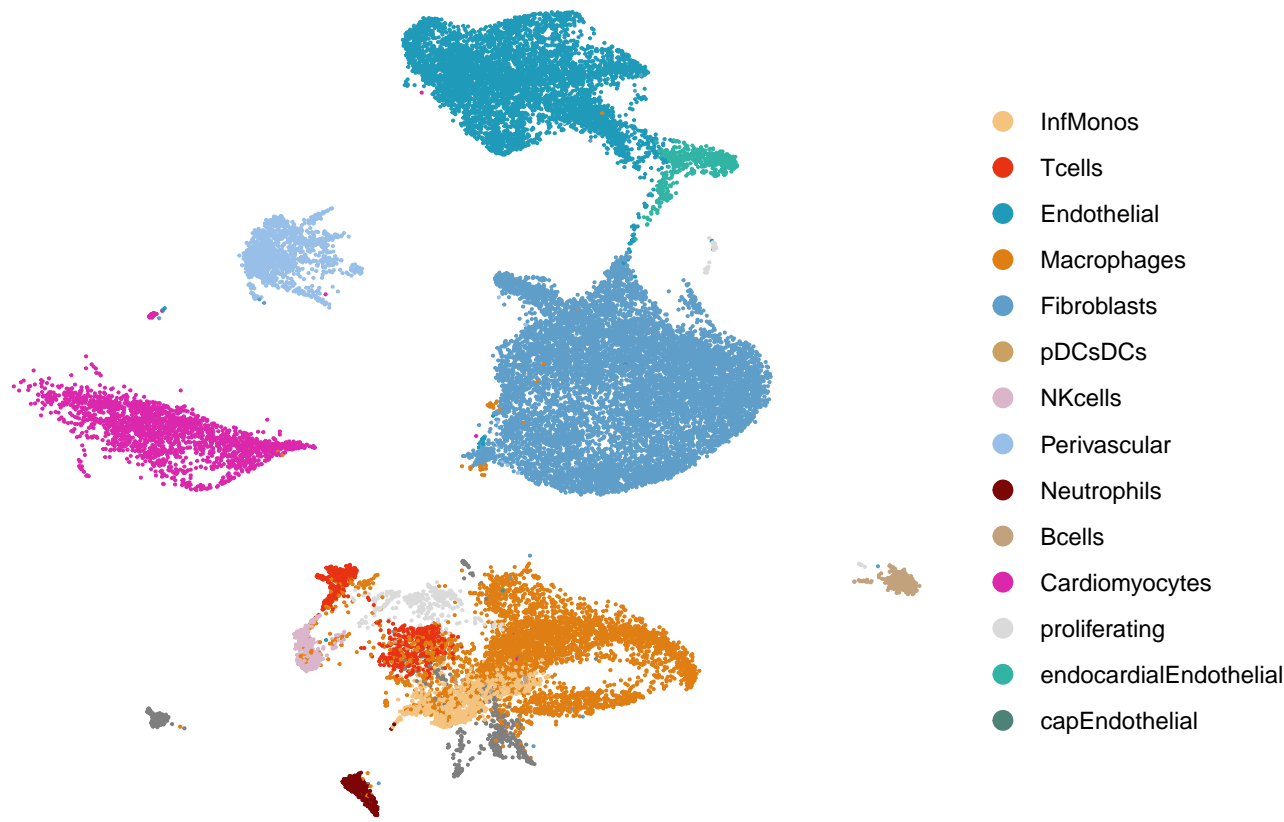 InfMonos
Tcells
Endothelial
Macrophages
Fibroblasts
pDCsDCs
NKcells
Perivascular
Neutrophils
Bcells
Cardiomyocytes
proliferating
endocardialEndothelial
capEndothelial